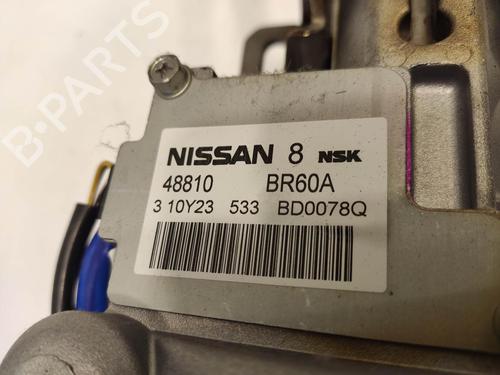 B-PARTS
NISSAN 8 NSK
48810 BR60A
3 10Y23 533 BD0078Q